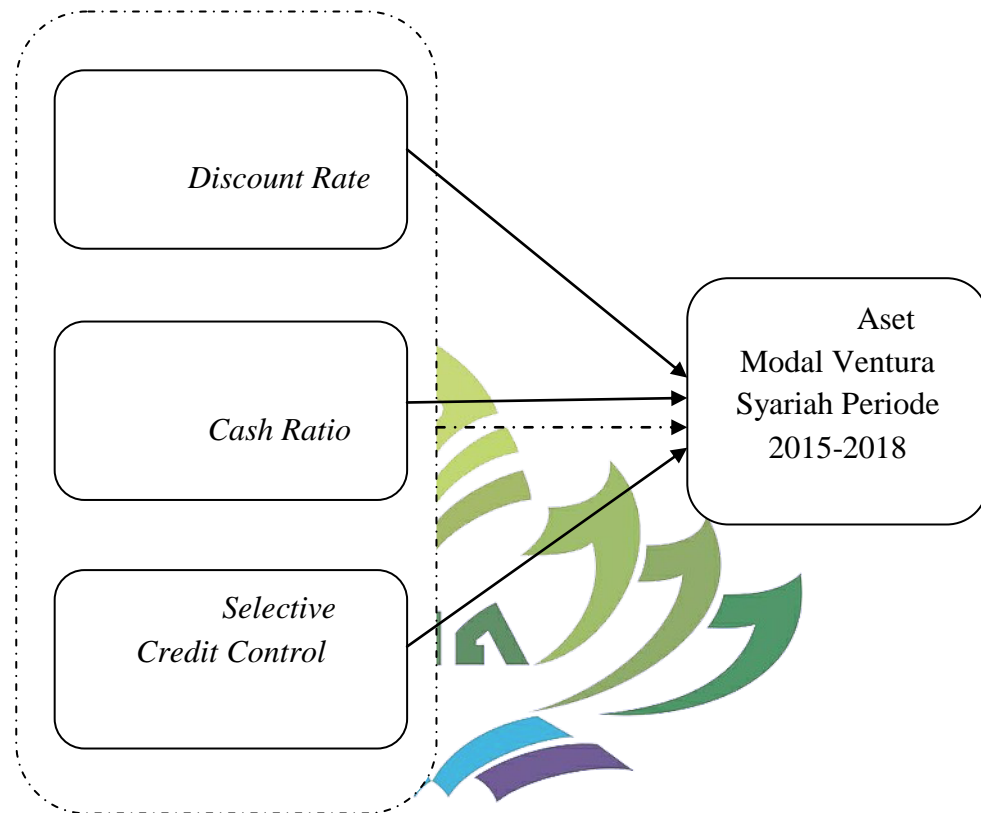 Discount Rate
Cash Ratio
Selective
Credit Control
Aset
Modal Ventura
Syariah Periode
2015-2018